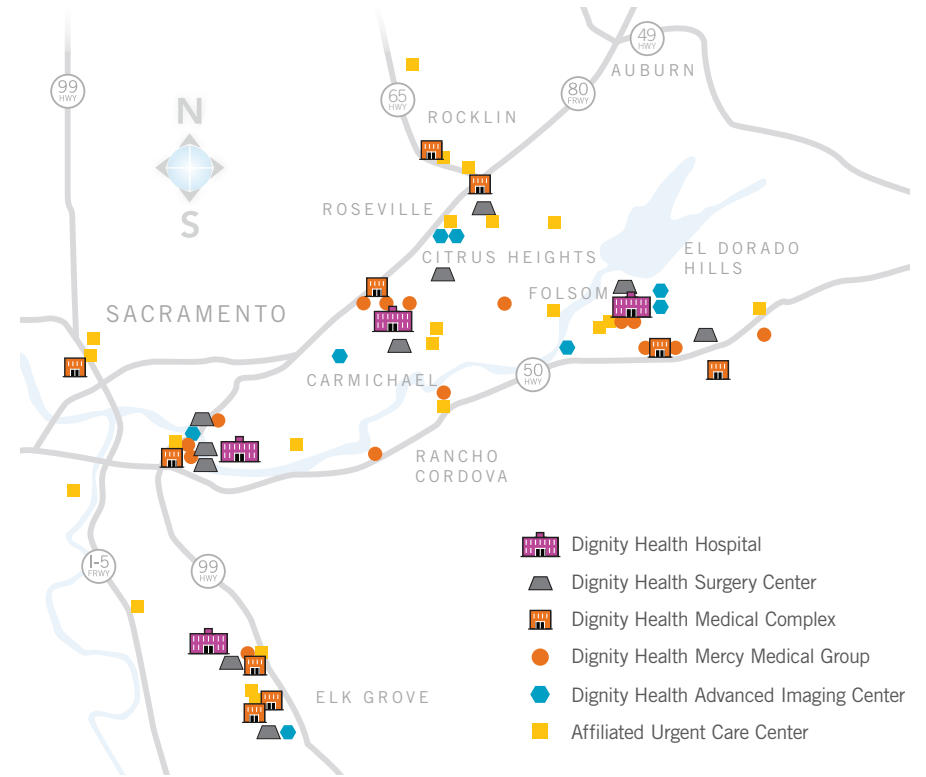 49
HWY
AUBURN
99
HWY
65
HWY
80
FRWY
N
ROCKLIN
S
ROSEVILLE
CITRUS HEIGHTS
EL DORADO
HILLS
FOLSOM
SACRAMENTO
CARMICHAEL
50
HWY
RANCHO
CORDOVA
I-5
FRWY
99
HWY
ELK GROVE
Dignity Health Hospital
Dignity Health Surgery Center
Dignity Health Medical Complex
Dignity Health Mercy Medical Group
Dignity Health Advanced Imaging Center
Affiliated Urgent Care Center